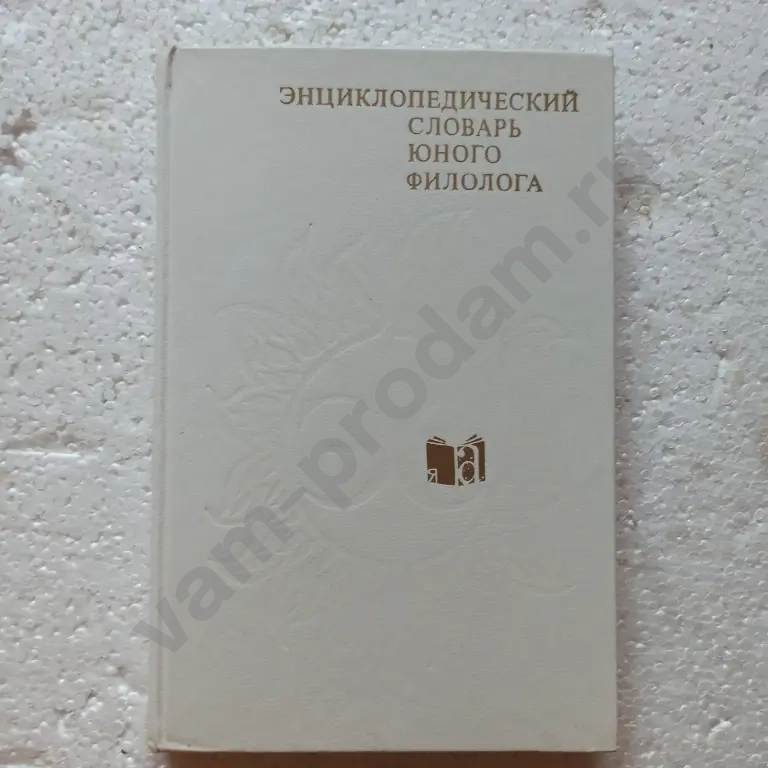 ЭНЦИКЛОПЕДИЧЕСКИЙ
СЛОВАРЬ
ЮНОГО
ФИЛОЛОГА
я а
vam-prodam.ru